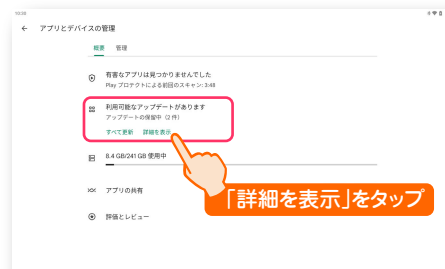 10:48
← アプリとデバイスの管理
概要 管理
有害なアプリは見つかりませんでした
Play プロテクトによる前回のスキャン: 3:48
利用可能なアップデートがあります
アップデートの保留中（2 件）
すべて更新 詳細を表示
8.4 GB/241 GB 使用中
アプリの共有
「詳細を表示」をタップ
評価とレビュー